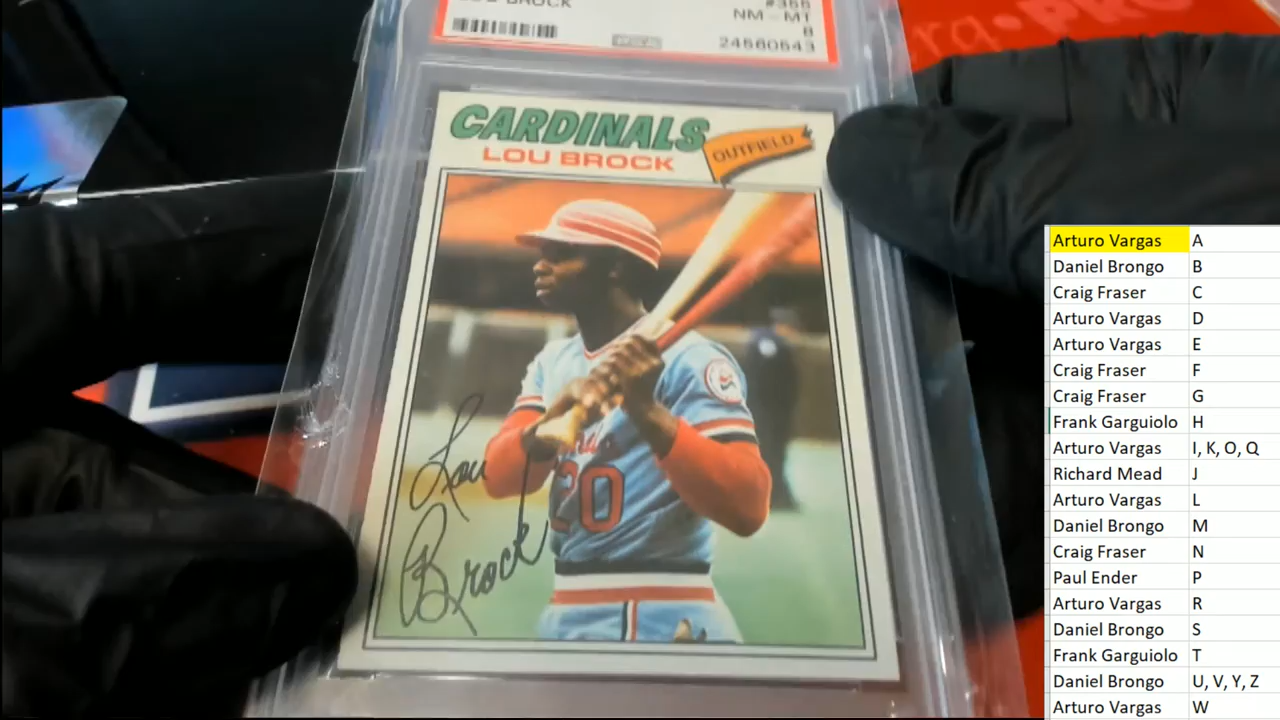 LOU BROCK #355
NM - MT
8
24560543
CARDINALS
LOU BROCK
OUTFIELD
20
Lou
Brock
Arturo Vargas A
Daniel Brongo B
Craig Fraser C
Arturo Vargas D
Arturo Vargas E
Craig Fraser F
Craig Fraser G
Frank Garguiolo H
Arturo Vargas I, K, O, Q
Richard Mead J
Arturo Vargas L
Daniel Brongo M
Craig Fraser N
Paul Ender P
Arturo Vargas R
Daniel Brongo S
Frank Garguiolo T
Daniel Brongo U, V, Y, Z
Arturo Vargas W